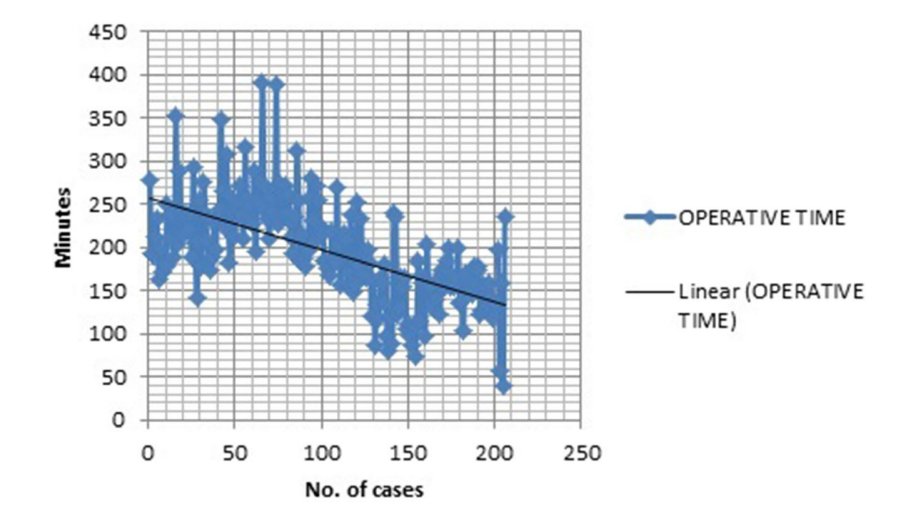 450
400
350
300
250
200
150
100
50
0
Minutes
0 50 100 150 200 250
No. of cases
OPERATIVE TIME
Linear (OPERATIVE
TIME)